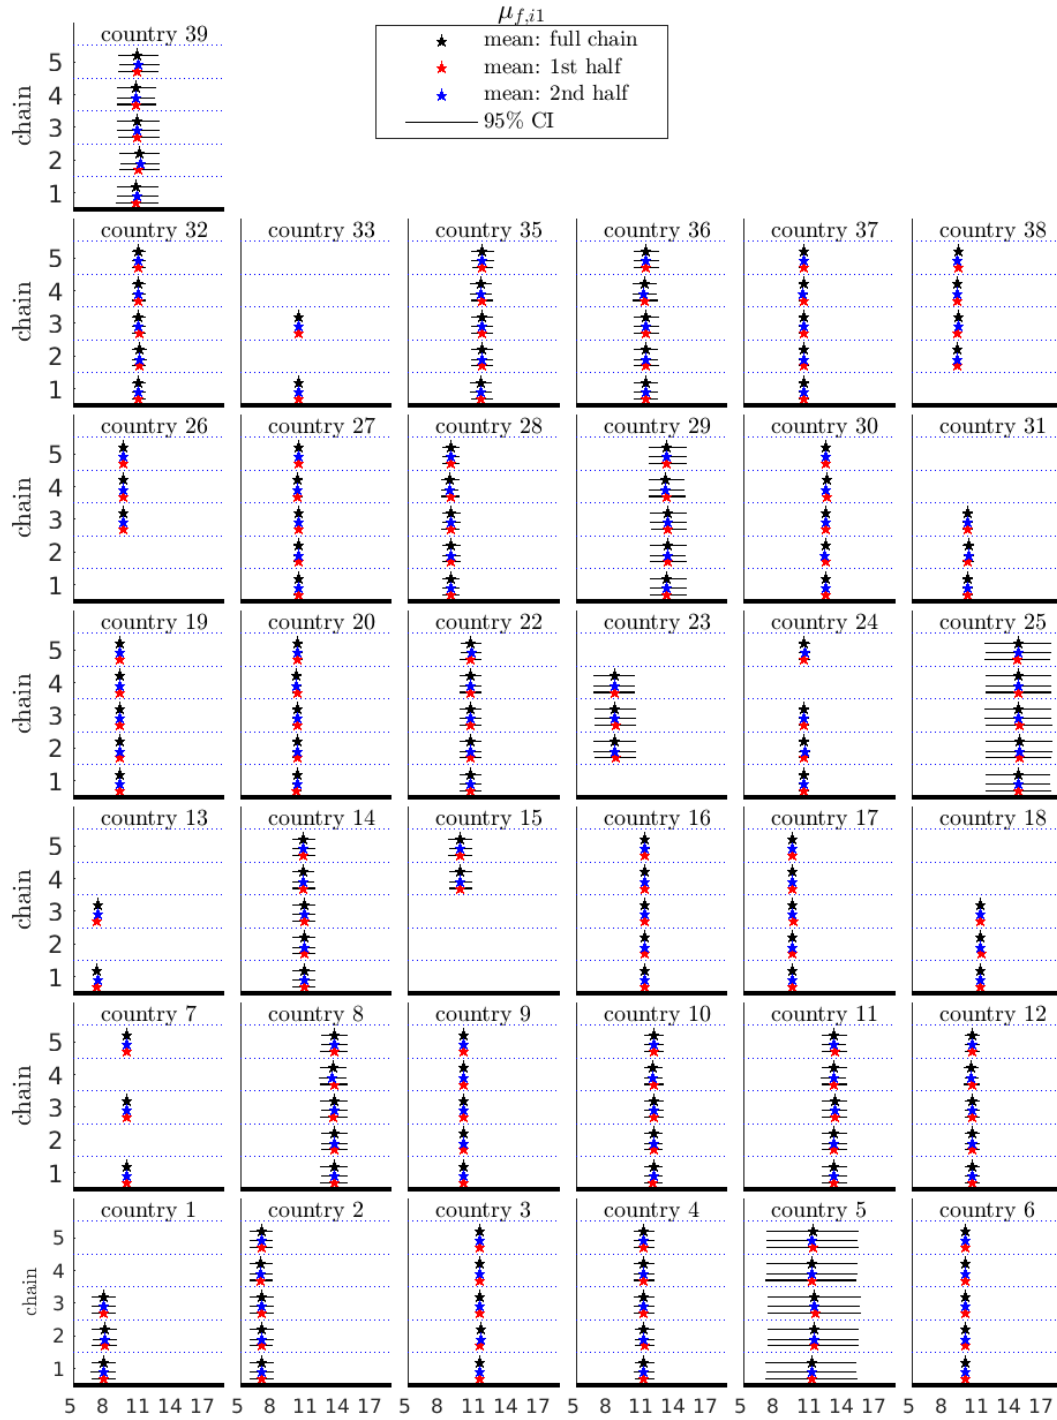 μ_{f,i1}
mean: full chain
mean: 1st half
mean: 2nd half
95% CI
country 39
chain
5
4
3
2
1
country 32 country 33 country 35 country 36 country 37 country 38
chain
5
4
3
2
1
country 26 country 27 country 28 country 29 country 30 country 31
chain
5
4
3
2
1
country 19 country 20 country 22 country 23 country 24 country 25
chain
5
4
3
2
1
country 13 country 14 country 15 country 16 country 17 country 18
chain
5
4
3
2
1
country 7 country 8 country 9 country 10 country 11 country 12
chain
5
4
3
2
1
country 1 country 2 country 3 country 4 country 5 country 6
chain
5
4
3
2
1
5 8 11 14 17 5 8 11 14 17 5 8 11 14 17 5 8 11 14 17 5 8 11 14 17 5 8 11 14 17